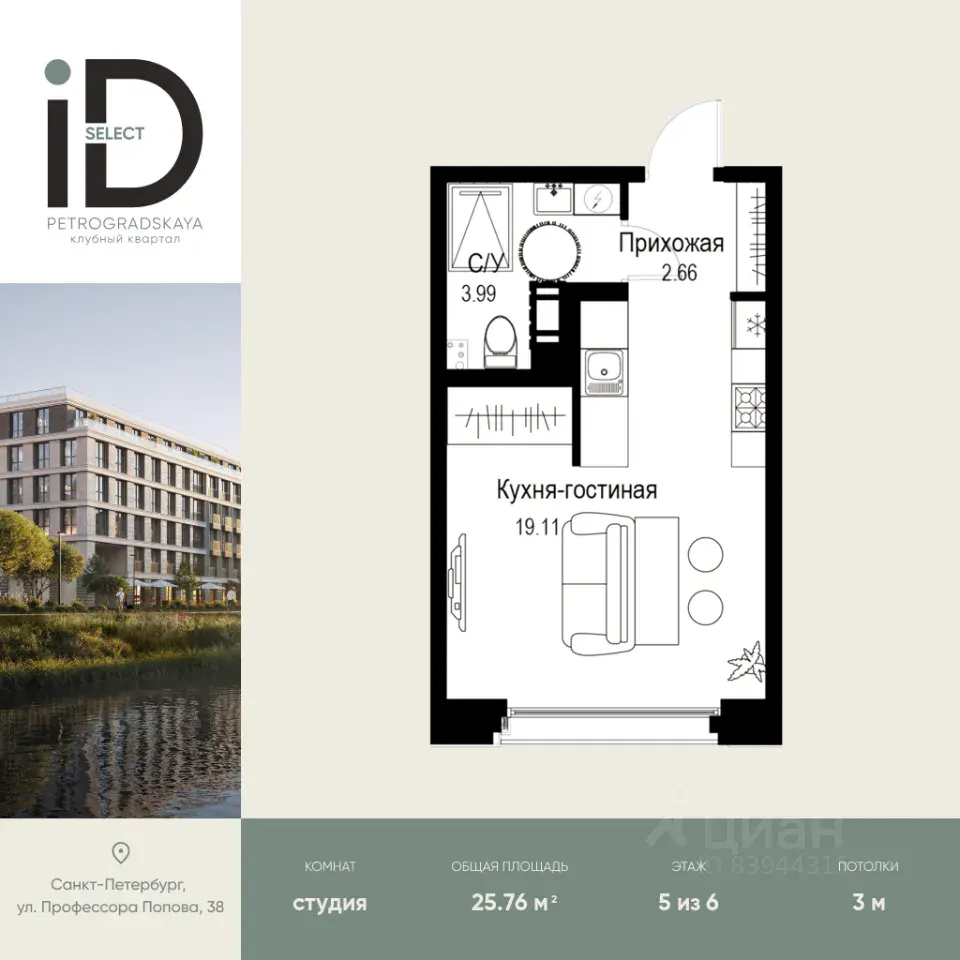 iD
SELECT
PETROGRADSKAYA
клубный квартал
Прихожая
2.66
С/У
3.99
Кухня-гостиная
19.11
циан
Санкт-Петербург,
ул. Профессора Попова, 38
КОМНАТ
студия
ОБЩАЯ ПЛОЩАДЬ
25.76 м²
ЭТАЖ
5 из 6
ПОТОЛКИ
3 м